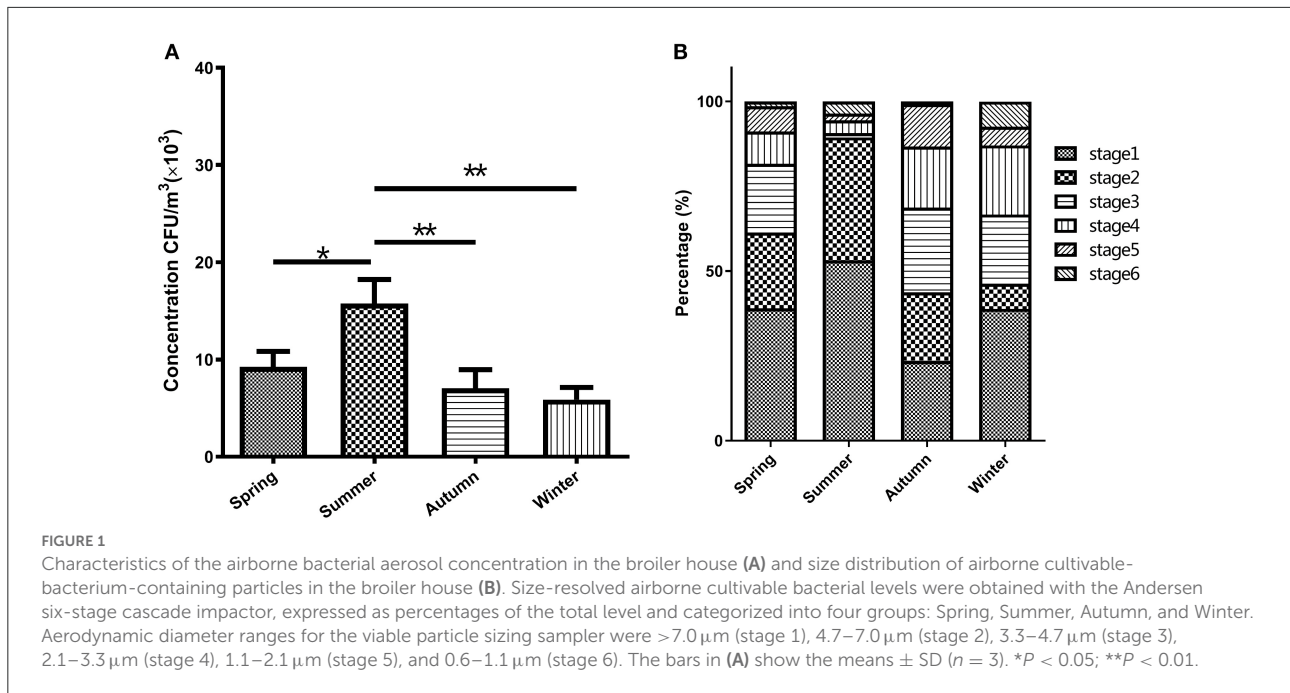 A
Concentration CFU/m³(×10³)
40
30
20
10
0
*
**
**
Spring
Summer
Autumn
Winter
B
Percentage (%)
100
50
0
Spring
Summer
Autumn
Winter
stage1
stage2
stage3
stage4
stage5
stage6
FIGURE 1
Characteristics of the airborne bacterial aerosol concentration in the broiler house (A) and size distribution of airborne cultivable-
bacterium-containing particles in the broiler house (B). Size-resolved airborne cultivable bacterial levels were obtained with the Andersen
six-stage cascade impactor, expressed as percentages of the total level and categorized into four groups: Spring, Summer, Autumn, and Winter.
Aerodynamic diameter ranges for the viable particle sizing sampler were >7.0 μm (stage 1), 4.7–7.0 μm (stage 2), 3.3–4.7 μm (stage 3),
2.1–3.3 μm (stage 4), 1.1–2.1 μm (stage 5), and 0.6–1.1 μm (stage 6). The bars in (A) show the means ± SD (n = 3). *P < 0.05; **P < 0.01.